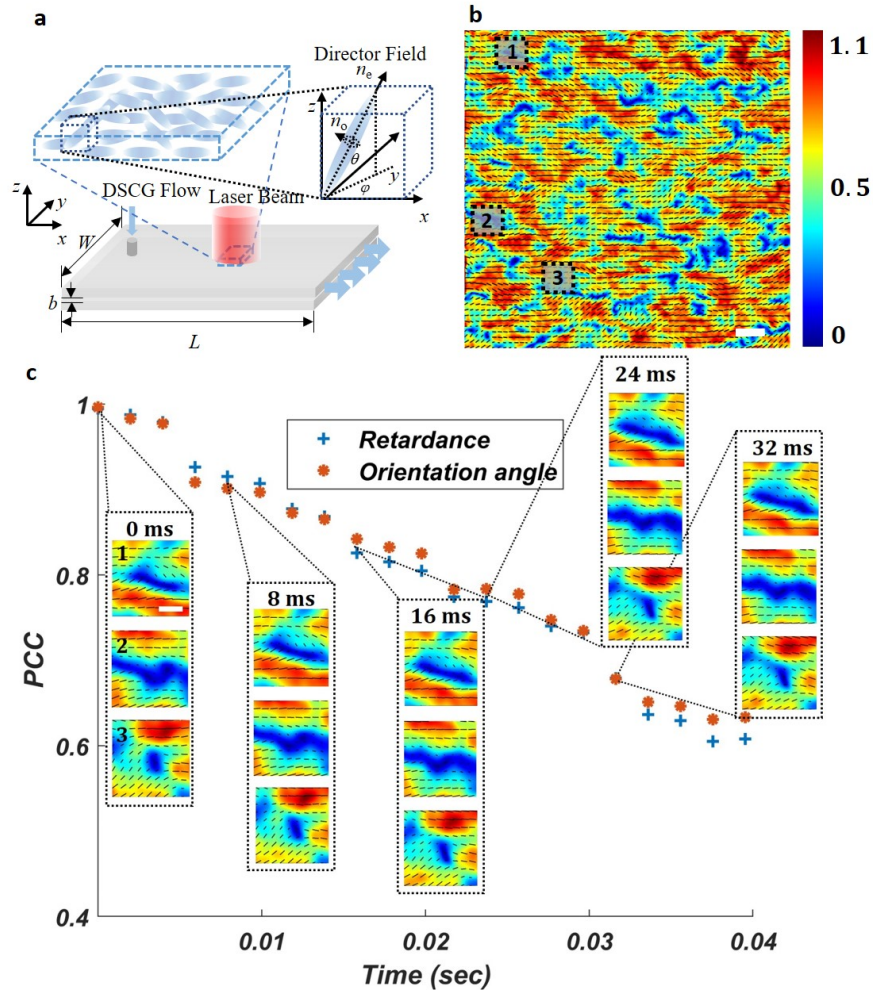 a
Director Field
nₑ
z
nₒ
θ
y
φ
x
z
y
x
DSCG Flow
Laser Beam
W
b
L
b
1
2
3
1.1
0.5
0
c
1
0.8
0.6
0.4
PCC
0.01
0.02
0.03
0.04
Time (sec)
Retardance
Orientation angle
0 ms
1
2
3
8 ms
16 ms
24 ms
32 ms